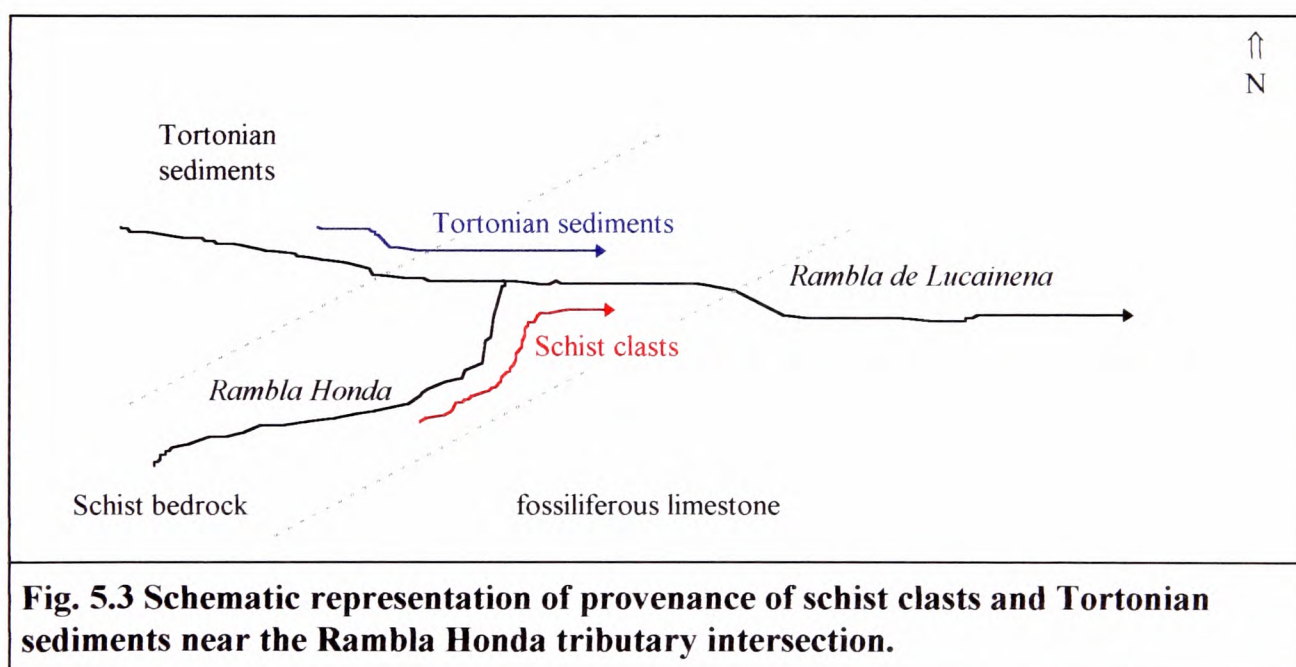 ⇑
N
Tortonian
sediments
Tortonian sediments
Rambla de Lucainena
Schist clasts
Rambla Honda
Schist bedrock
fossiliferous limestone
Fig. 5.3 Schematic representation of provenance of schist clasts and Tortonian
sediments near the Rambla Honda tributary intersection.